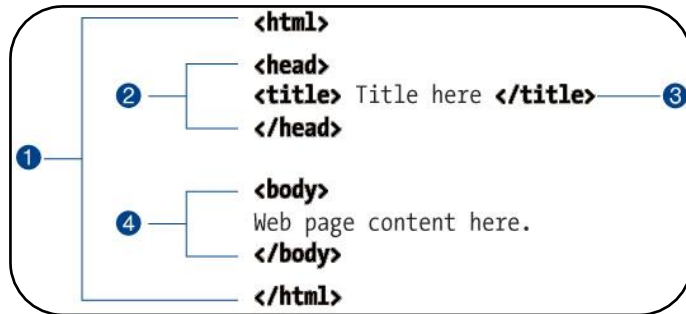 <html>
<head>
2
<title> Title here </title> 3
</head>
1
<body>
4 Web page content here.
</body>
</html>